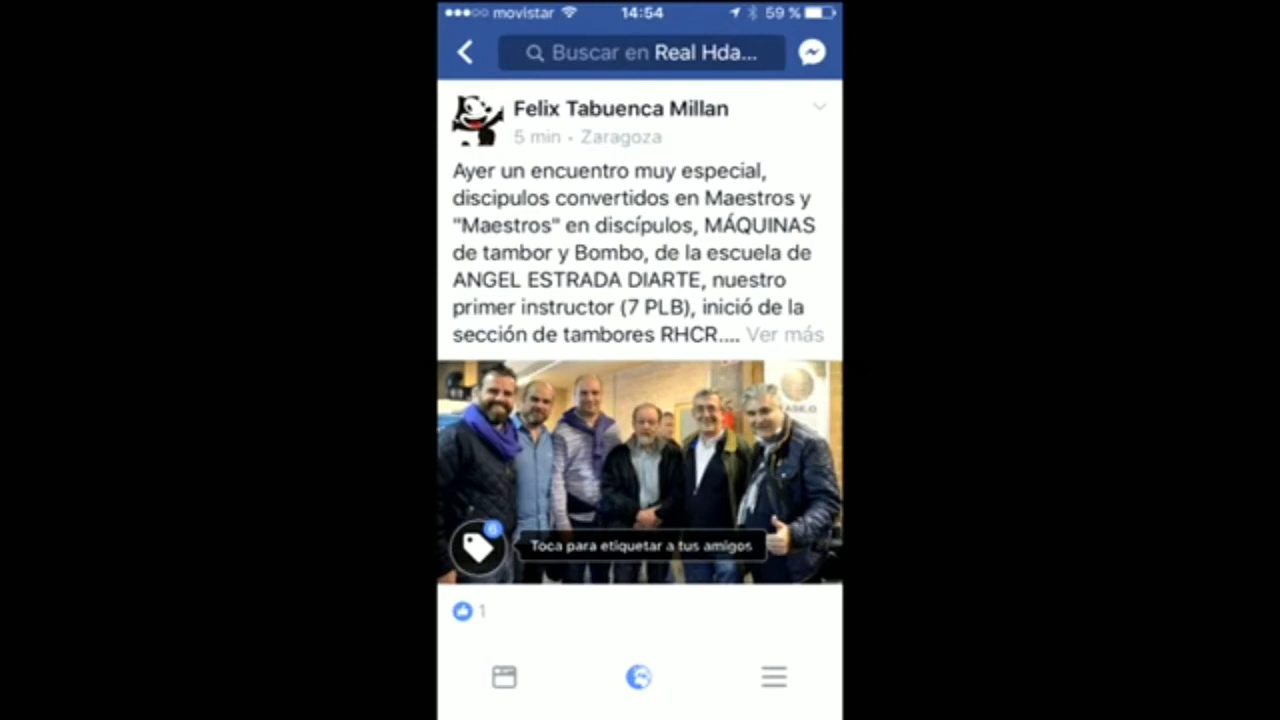 movistar 14:54 59 %
Buscar en Real Hda...
Felix Tabuenca Millan
5 min · Zaragoza
Ayer un encuentro muy especial,
discipulos convertidos en Maestros y
"Maestros" en discípulos, MÁQUINAS
de tambor y Bombo, de la escuela de
ANGEL ESTRADA DIARTE, nuestro
primer instructor (7 PLB), inició de la
sección de tambores RHCR.... Ver más
6
Toca para etiquetar a tus amigos
1